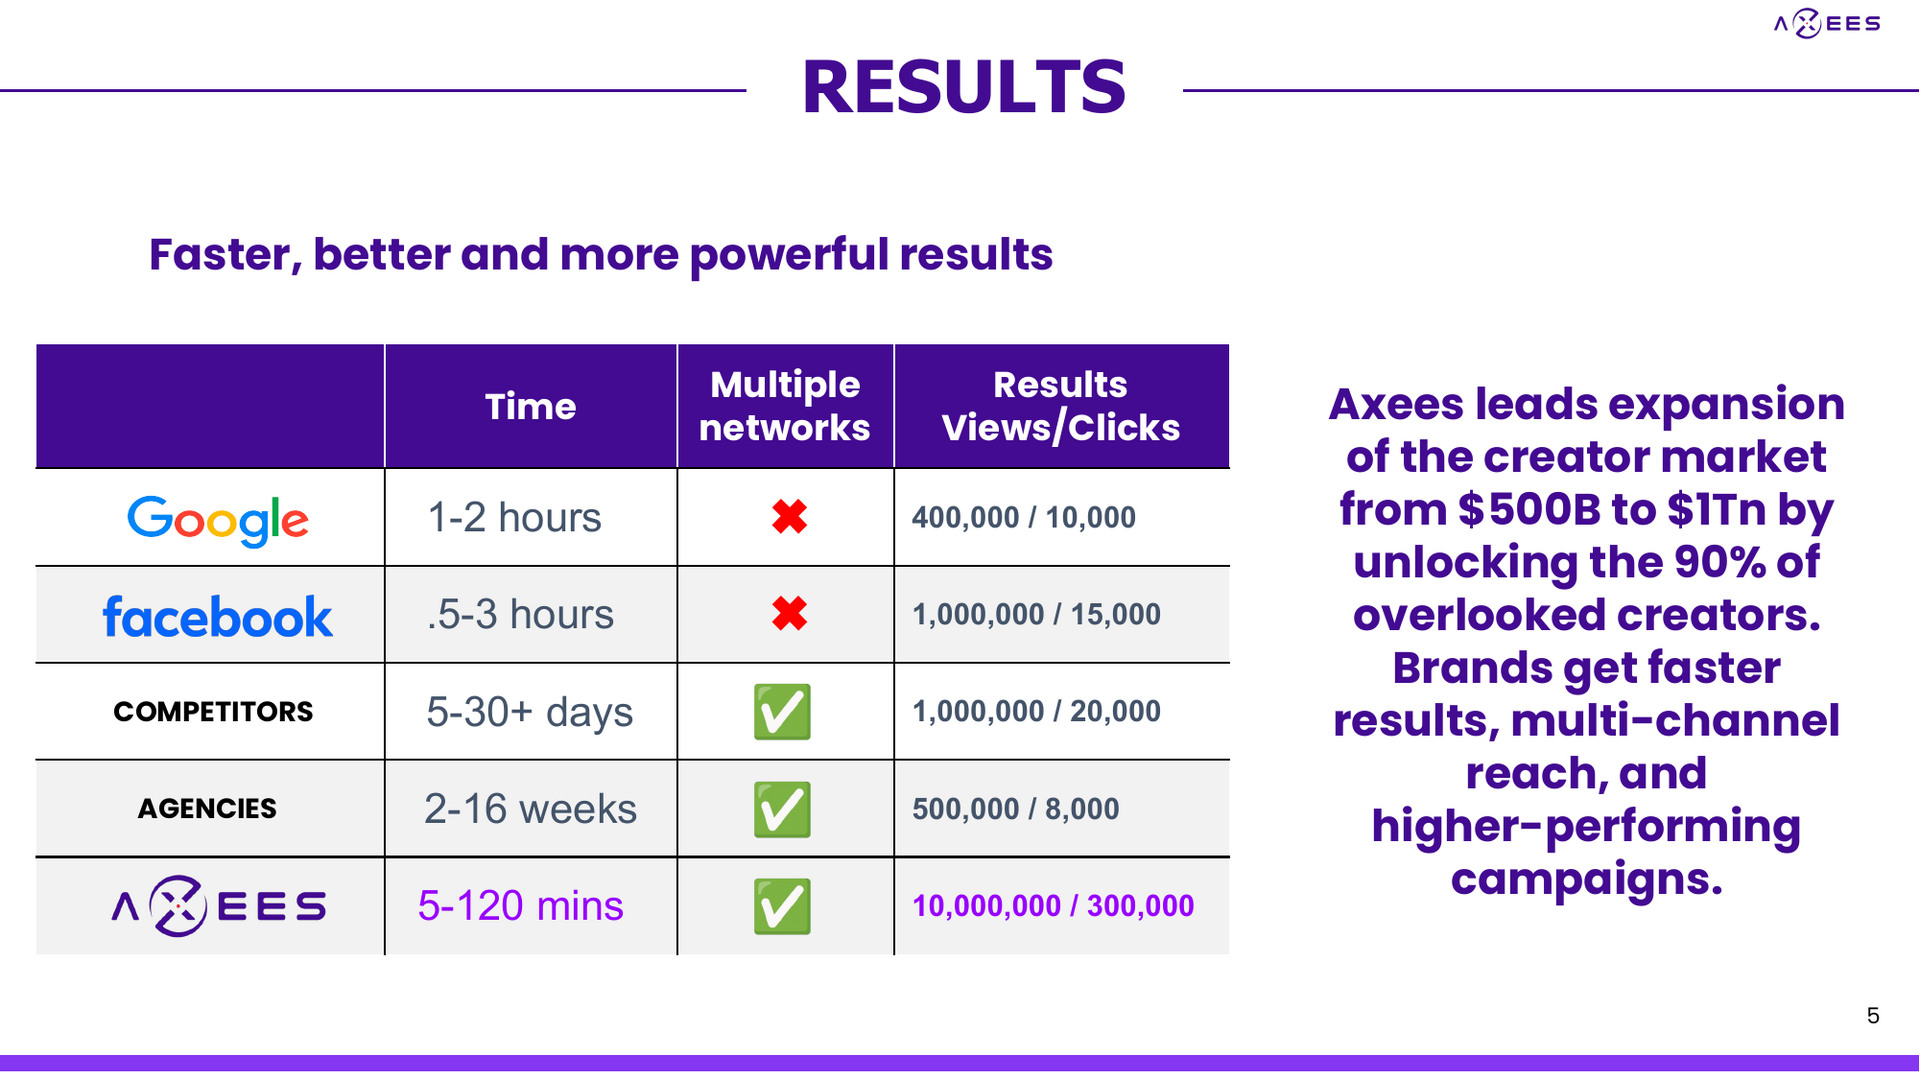 AXEES
RESULTS
Faster, better and more powerful results
Time
Multiple
networks
Results
Views/Clicks
Google
1-2 hours
✖
400,000 / 10,000
facebook
.5-3 hours
✖
1,000,000 / 15,000
COMPETITORS
5-30+ days
✅
1,000,000 / 20,000
AGENCIES
2-16 weeks
✅
500,000 / 8,000
AXEES
5-120 mins
✅
10,000,000 / 300,000
Axees leads expansion
of the creator market
from $500B to $1Tn by
unlocking the 90% of
overlooked creators.
Brands get faster
results, multi-channel
reach, and
higher-performing
campaigns.
5